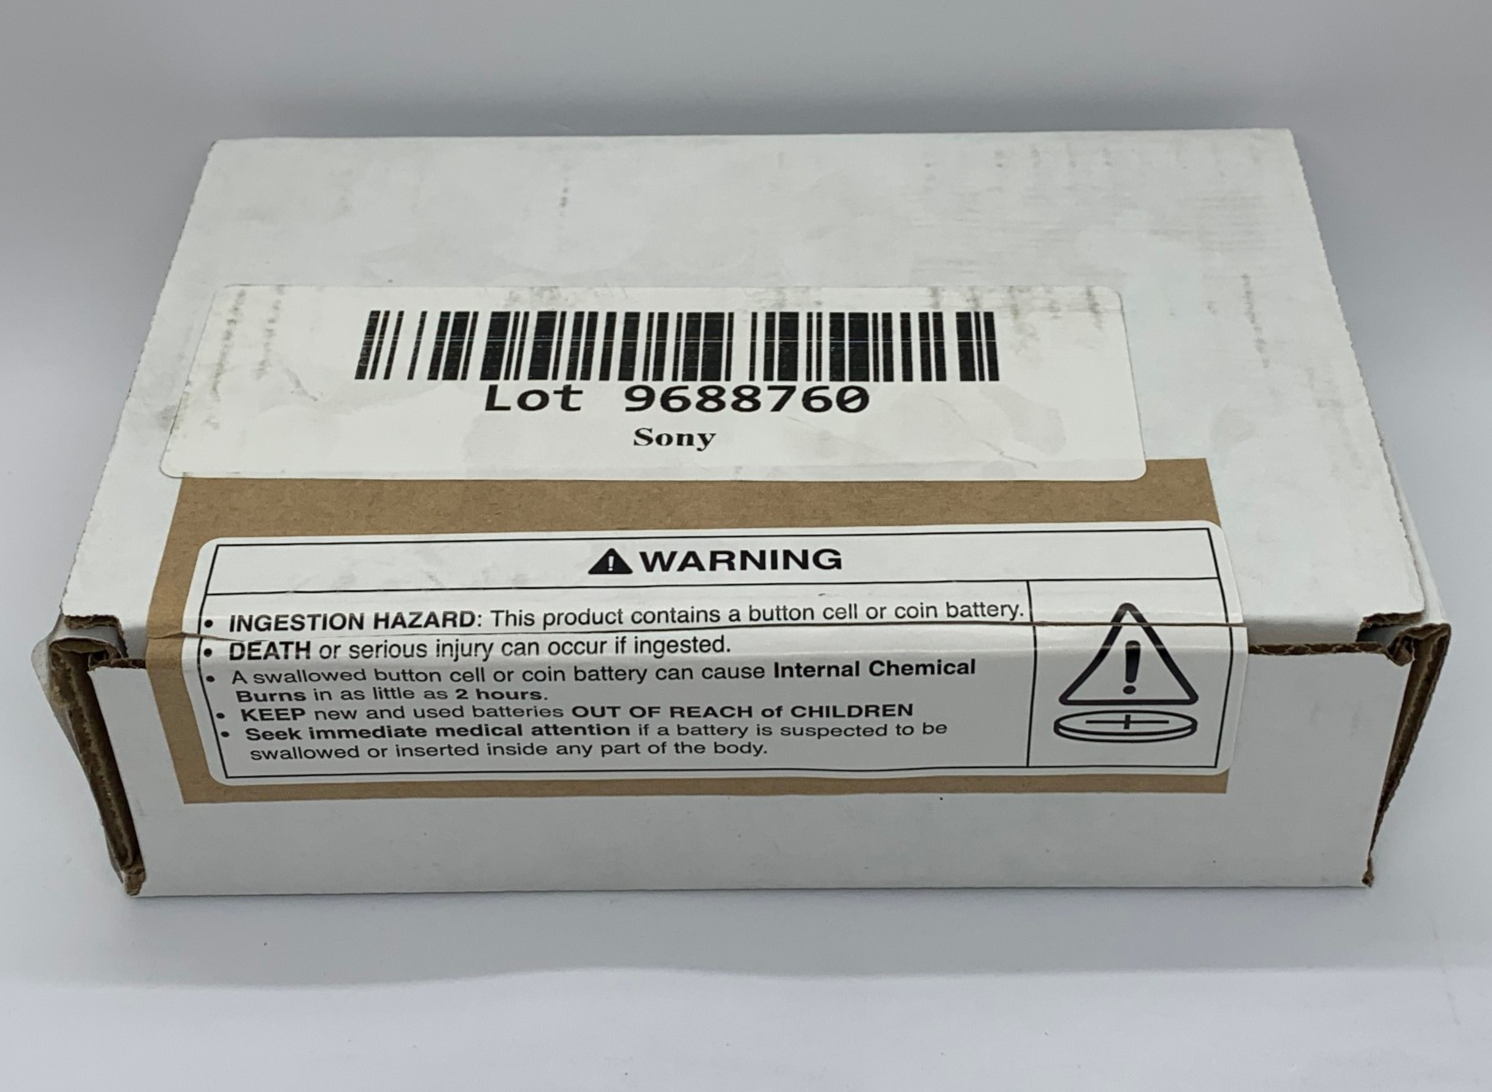 Lot 9688760
Sony
WARNING
• INGESTION HAZARD: This product contains a button cell or coin battery.
• DEATH or serious injury can occur if ingested.
• A swallowed button cell or coin battery can cause Internal Chemical
Burns in as little as 2 hours.
• KEEP new and used batteries OUT OF REACH of CHILDREN
• Seek immediate medical attention if a battery is suspected to be
swallowed or inserted inside any part of the body.